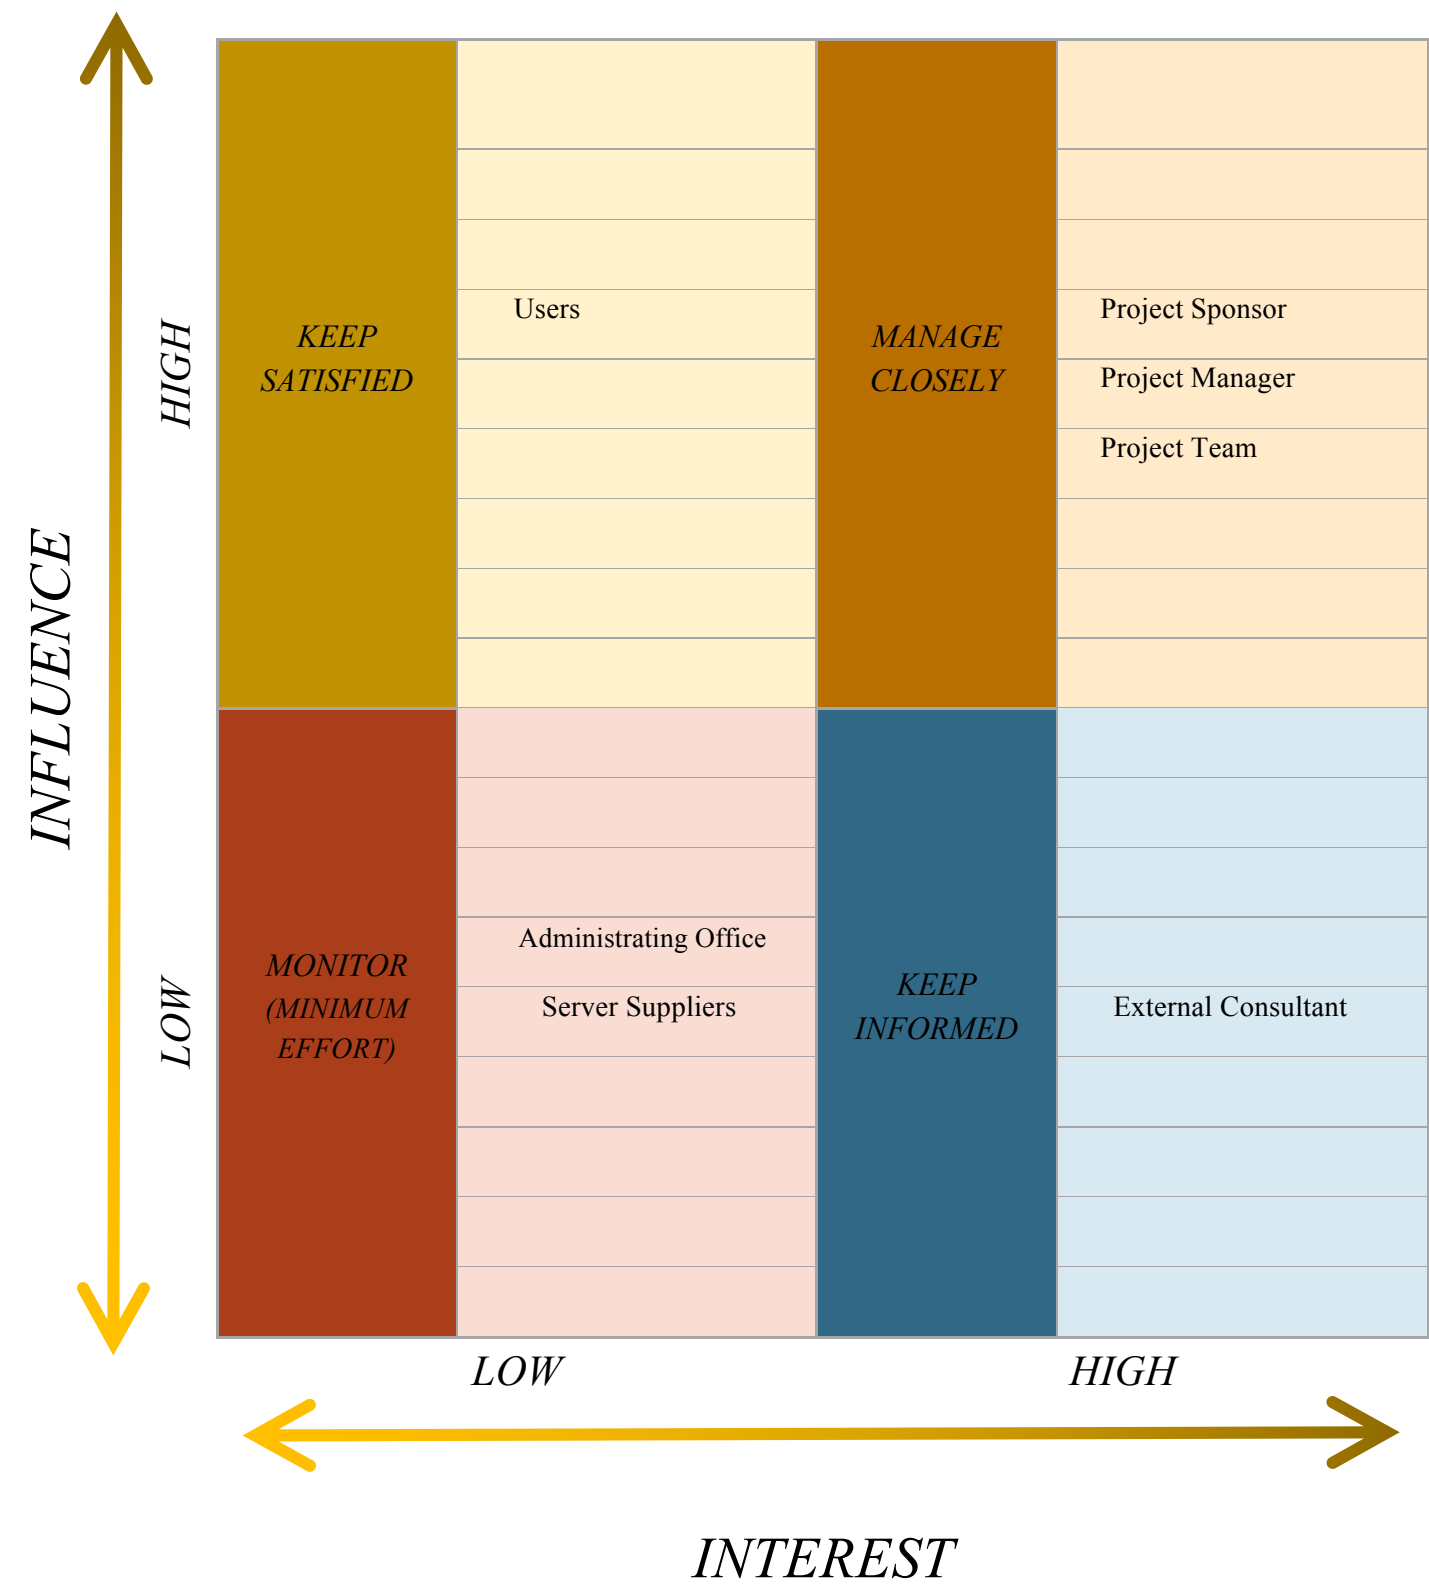 INFLUENCE
HIGH
KEEP
SATISFIED
Users
MANAGE
CLOSELY
Project Sponsor
Project Manager
Project Team
LOW
MONITOR
(MINIMUM
EFFORT)
Administrating Office
Server Suppliers
KEEP
INFORMED
External Consultant
LOW
HIGH
INTEREST